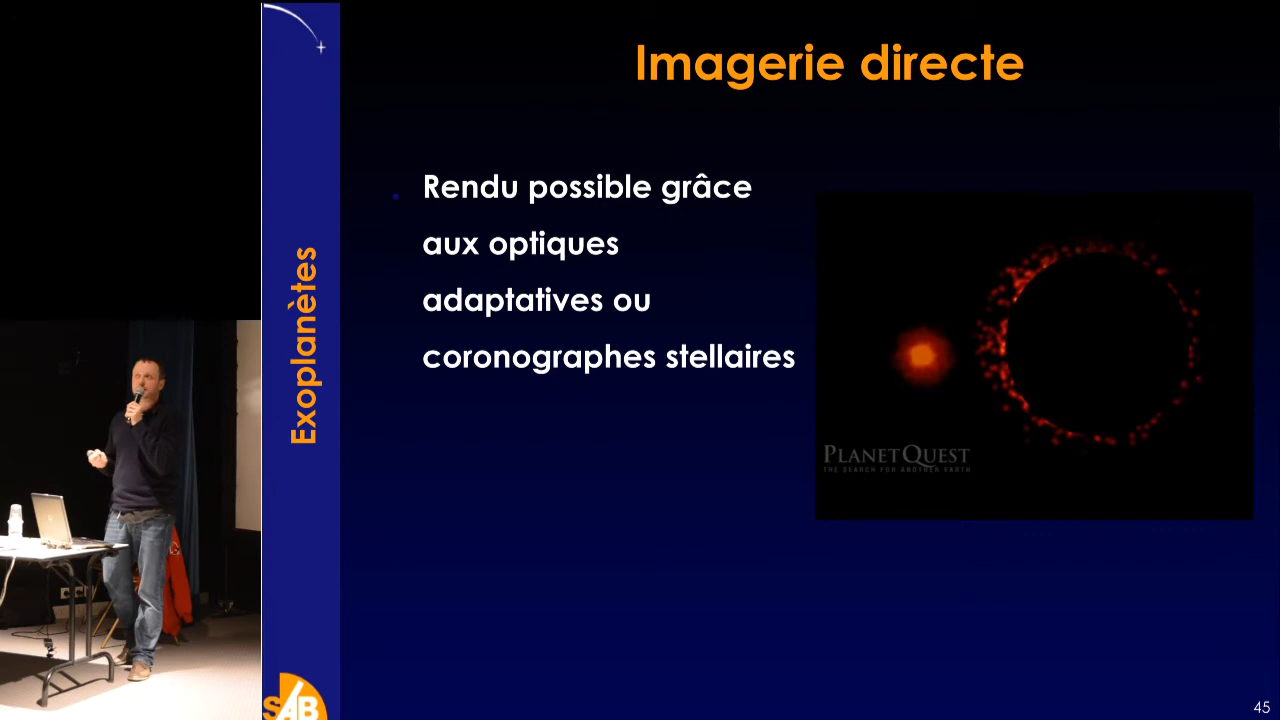 Imagerie directe
Rendu possible grâce
aux optiques
adaptatives ou
coronographes stellaires
Exoplanètes
PLANETQUEST
THE SEARCH FOR ANOTHER EARTH
SAB
45